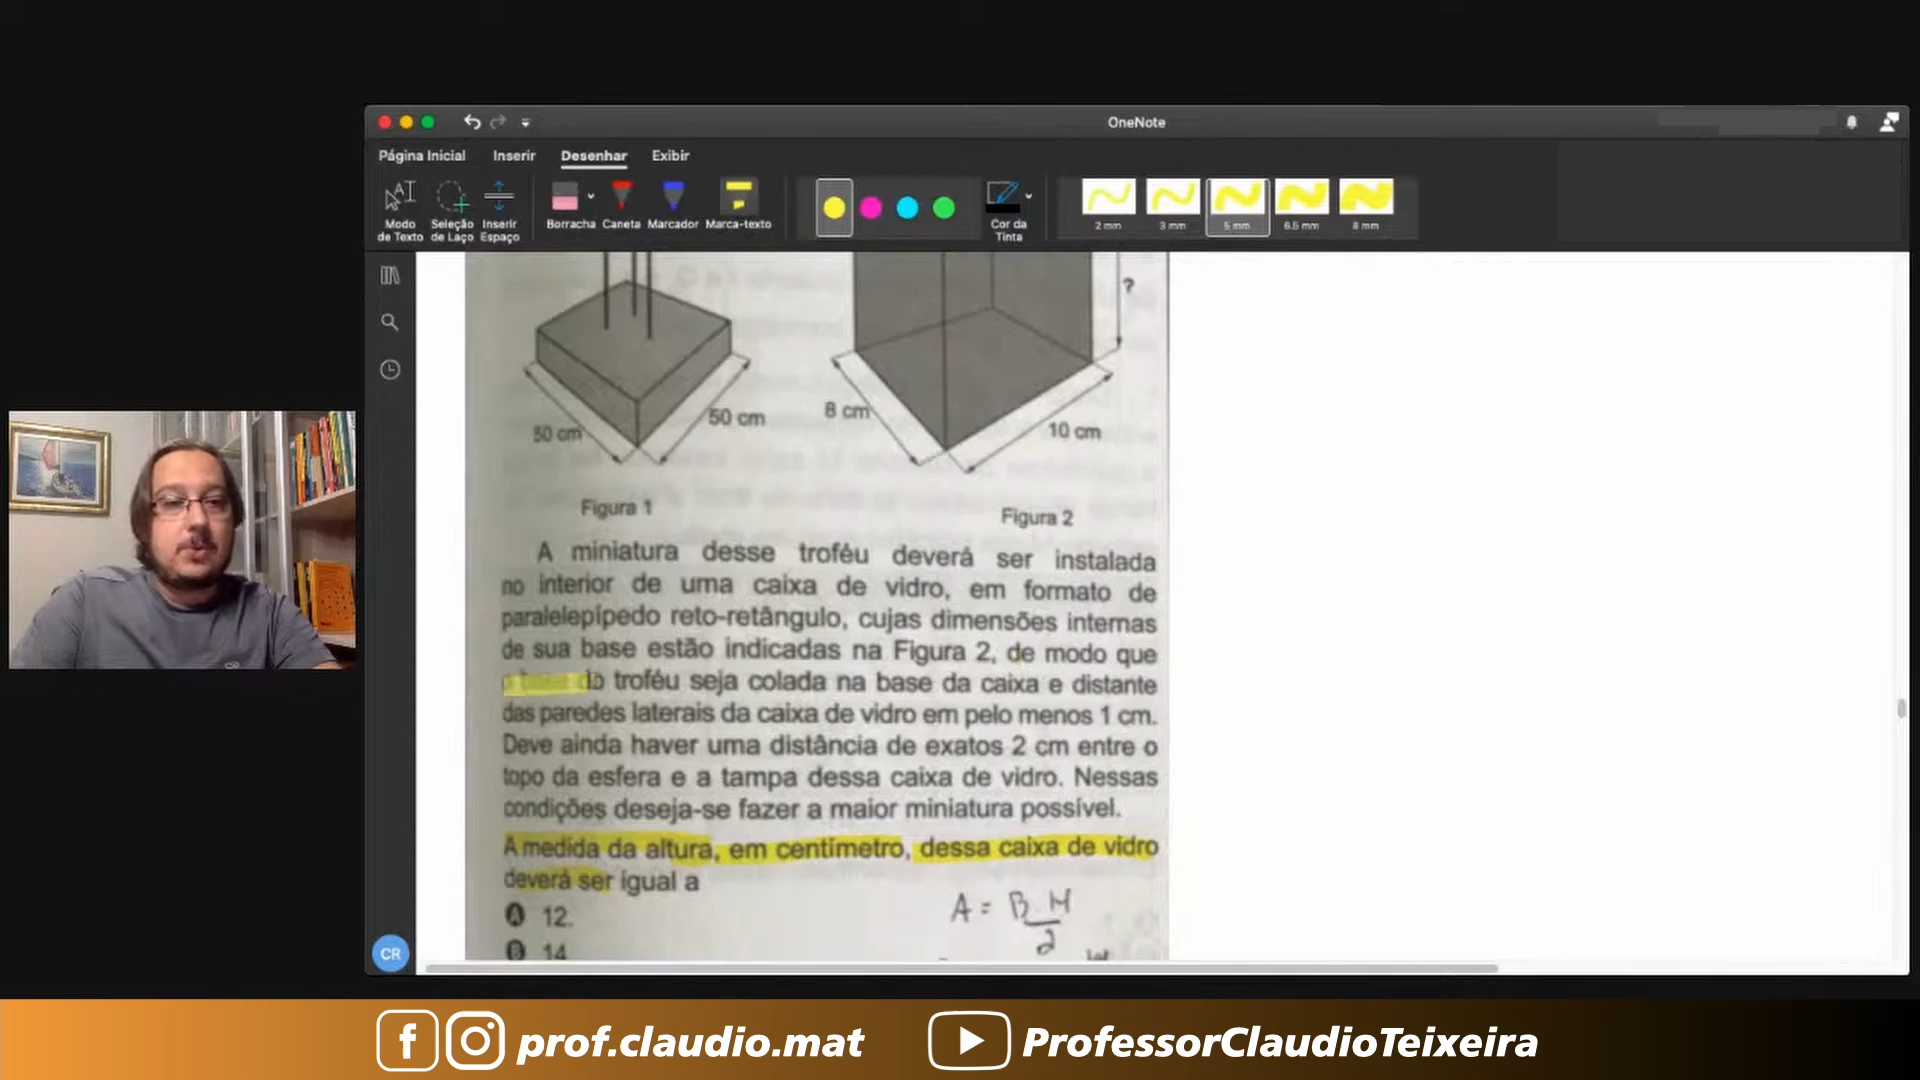 OneNote
Página Inicial Inserir Desenhar Exibir
Modo de Texto
Seleção de Laço
Inserir Espaço
Borracha
Caneta
Marcador
Marca-texto
Cor da Tinta
2 mm
3 mm
5 mm
6.5 mm
8 mm
?
50 cm
50 cm
8 cm
10 cm
Figura 1
Figura 2
A miniatura desse troféu deverá ser instalada
no interior de uma caixa de vidro, em formato de
paralelepípedo reto-retângulo, cujas dimensões internas
de sua base estão indicadas na Figura 2, de modo que
a base do troféu seja colada na base da caixa e distante
das paredes laterais da caixa de vidro em pelo menos 1 cm.
Deve ainda haver uma distância de exatos 2 cm entre o
topo da esfera e a tampa dessa caixa de vidro. Nessas
condições deseja-se fazer a maior miniatura possível.
A medida da altura, em centímetro, dessa caixa de vidro
deverá ser igual a
A 12.
B 14
A = B.H
2
CR
prof.claudio.mat
ProfessorClaudioTeixeira